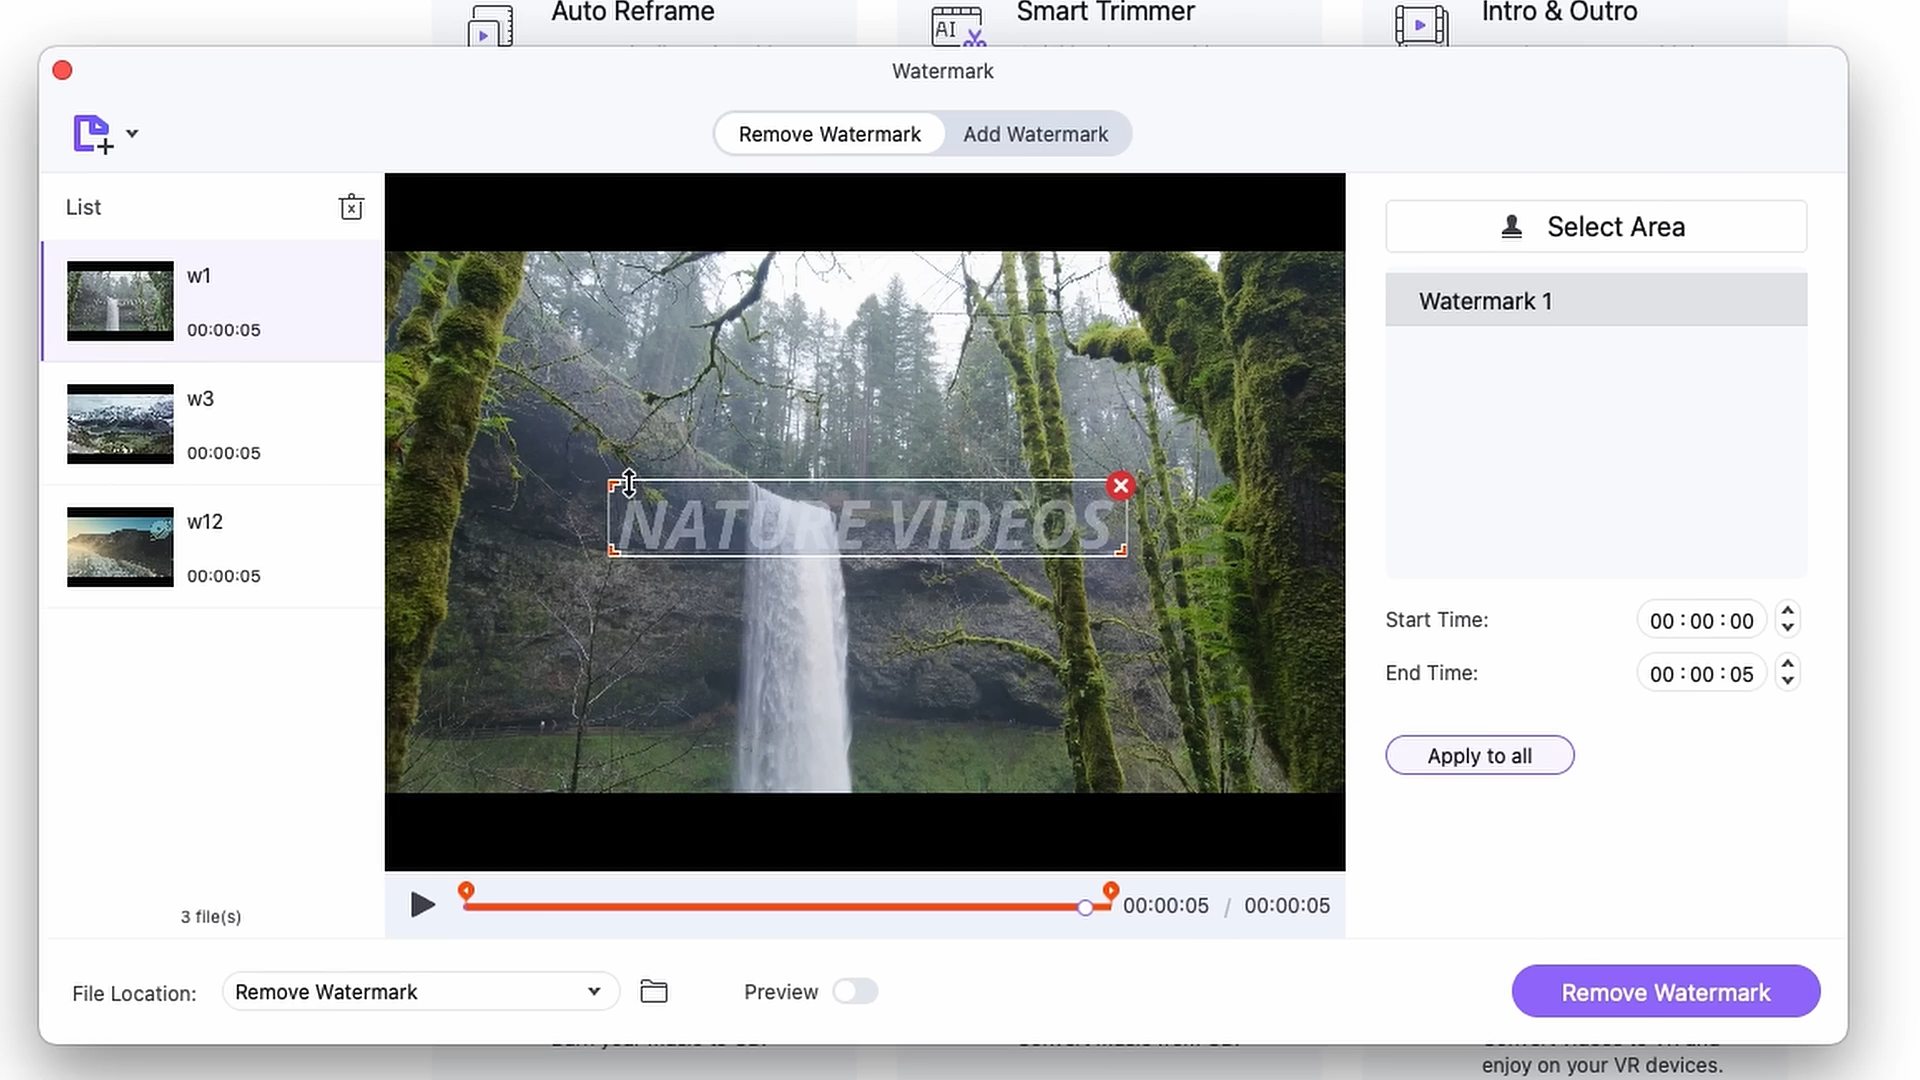 Auto Reframe
Smart Trimmer
AI
Intro & Outro
Watermark
Remove Watermark
Add Watermark
List
w1
00:00:05
w3
00:00:05
w12
00:00:05
3 file(s)
NATURE VIDEOS
00:00:05 / 00:00:05
Select Area
Watermark 1
Start Time:
00:00:00
End Time:
00:00:05
Apply to all
File Location:
Remove Watermark
Preview
Remove Watermark
enjoy on your VR devices.